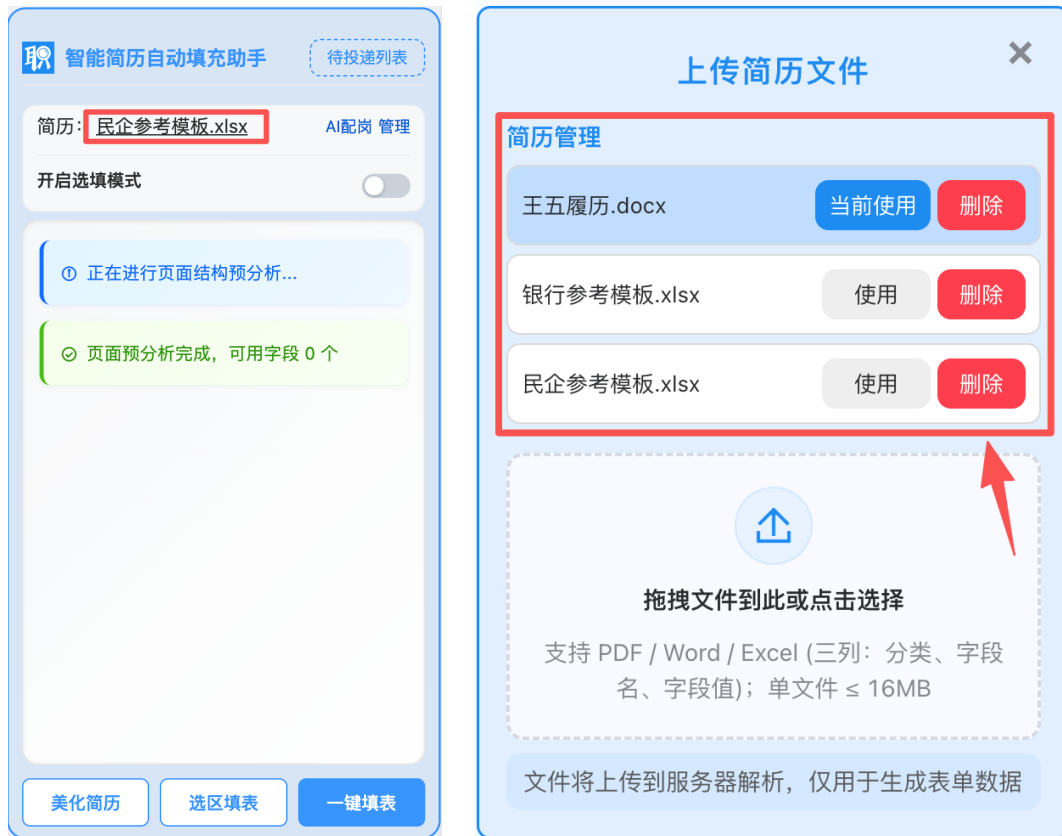 职
智能简历自动填充助手
待投递列表
简历：
民企参考模板.xlsx
AI配岗 管理
开启选填模式
正在进行页面结构预分析...
页面预分析完成，可用字段 0 个
美化简历
选区填表
一键填表
上传简历文件
简历管理
王五履历.docx
当前使用
删除
银行参考模板.xlsx
使用
删除
民企参考模板.xlsx
使用
删除
拖拽文件到此或点击选择
支持 PDF / Word / Excel (三列：分类、字段
名、字段值)；单文件 ≤ 16MB
文件将上传到服务器解析，仅用于生成表单数据